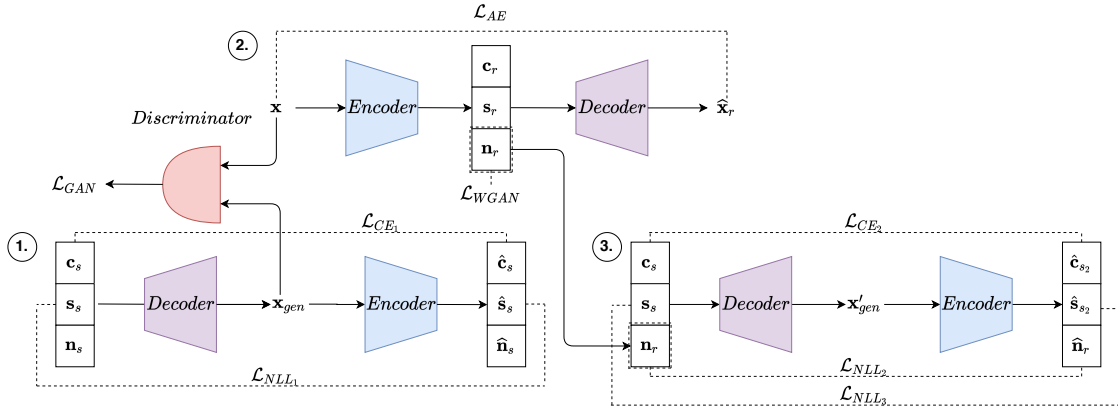 𝓛_AE
2.
c_r
x
Encoder
s_r
Decoder
x̂_r
Discriminator
n_r
𝓛_GAN
𝓛_WGAN
1.
𝓛_CE₁
c_s
ĉ_s
s_s
Decoder
x_gen
Encoder
ŝ_s
n_s
n̂_s
𝓛_NLL₁
3.
𝓛_CE₂
c_s
ĉ_s₂
s_s
Decoder
x′_gen
Encoder
ŝ_s₂
n_r
n̂_r
𝓛_NLL₂
𝓛_NLL₃